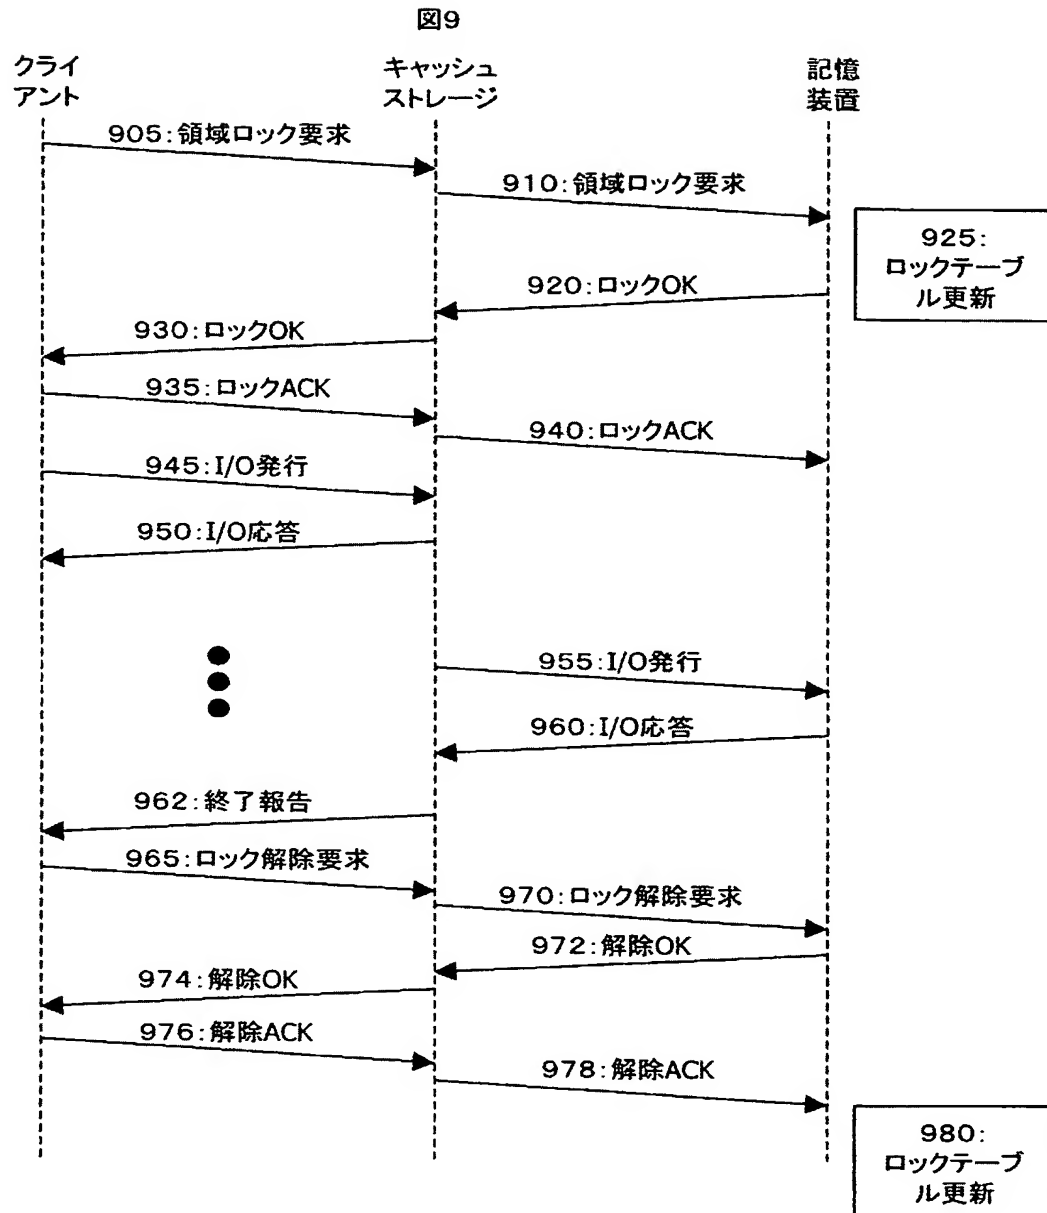 図9
クライ
アント
キャッシュ
ストレージ
記憶
装置
905:領域ロック要求
910:領域ロック要求
925:
ロックテーブ
ル更新
920:ロックOK
930:ロックOK
935:ロックACK
940:ロックACK
945:I/O発行
950:I/O応答
955:I/O発行
960:I/O応答
962:終了報告
965:ロック解除要求
970:ロック解除要求
972:解除OK
974:解除OK
976:解除ACK
978:解除ACK
980:
ロックテーブ
ル更新